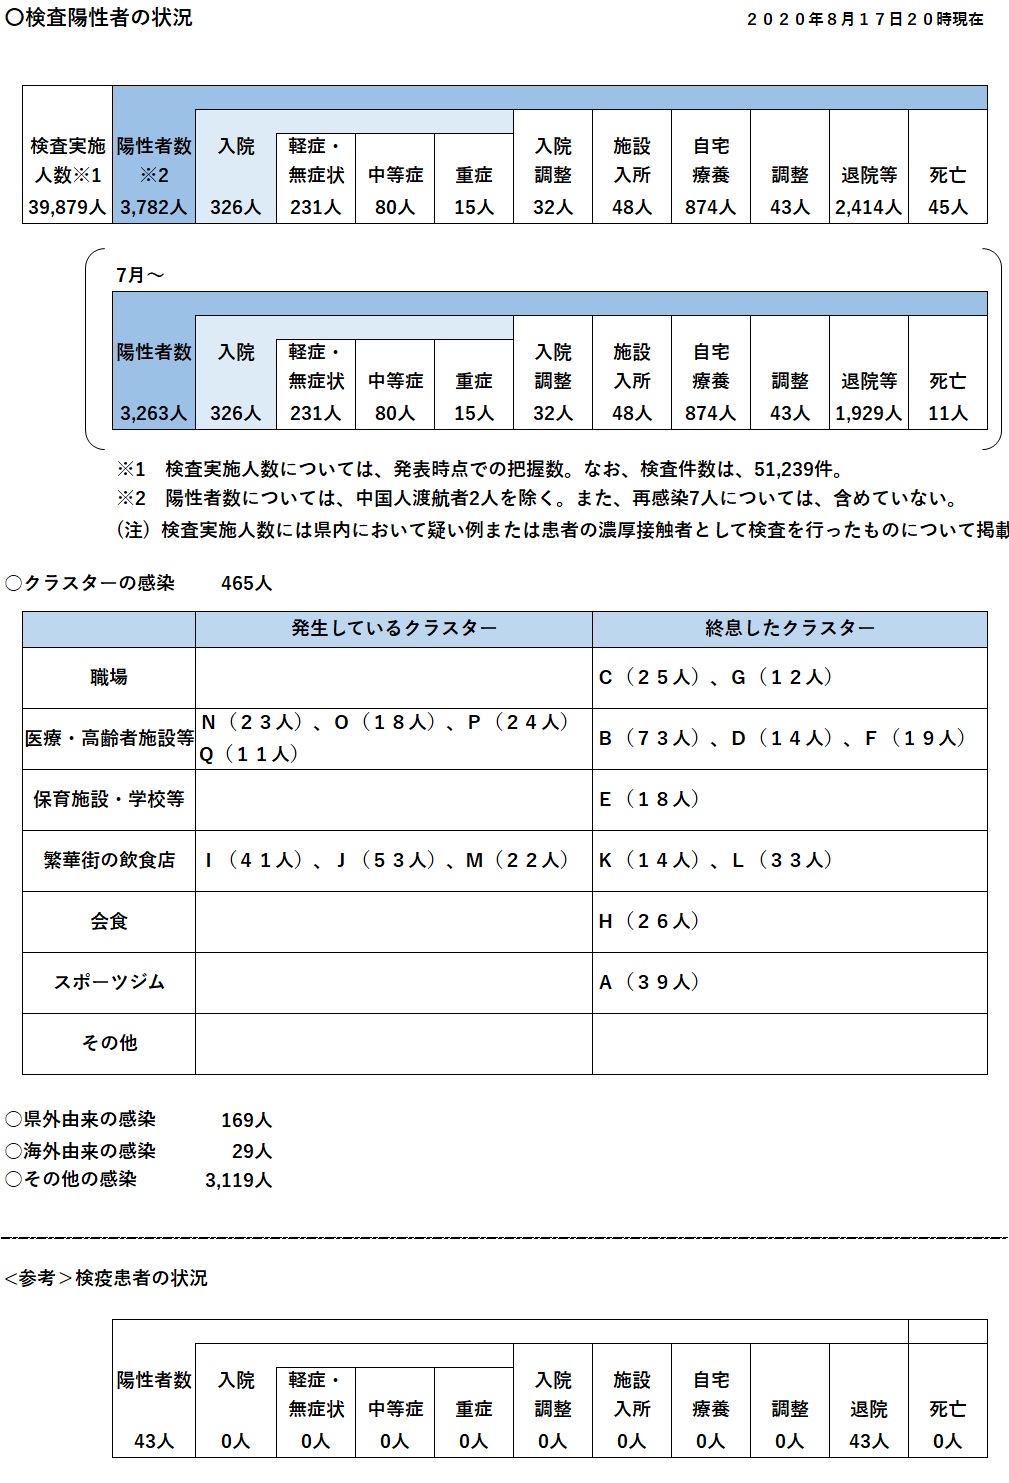 〇検査陽性者の状況
２０２０年８月１７日２０時現在
検査実施 陽性者数 入院 軽症・ 入院 施設 自宅
人数※1 ※2 無症状 中等症 重症 調整 入所 療養 調整 退院等 死亡
39,879人 3,782人 326人 231人 80人 15人 32人 48人 874人 43人 2,414人 45人
7月～
陽性者数 入院 軽症・ 入院 施設 自宅
無症状 中等症 重症 調整 入所 療養 調整 退院等 死亡
3,263人 326人 231人 80人 15人 32人 48人 874人 43人 1,929人 11人
※1　検査実施人数については、発表時点での把握数。なお、検査件数は、51,239件。
※2　陽性者数については、中国人渡航者2人を除く。また、再感染7人については、含めていない。
（注）検査実施人数には県内において疑い例または患者の濃厚接触者として検査を行ったものについて掲載
〇クラスターの感染 465人
発生しているクラスター 終息したクラスター
職場 Ｃ（２５人）、Ｇ（１２人）
医療・高齢者施設等 Ｎ（２３人）、Ｏ（１８人）、Ｐ（２４人）
Ｑ（１１人） Ｂ（７３人）、Ｄ（１４人）、Ｆ（１９人）
保育施設・学校等 Ｅ（１８人）
繁華街の飲食店 Ｉ（４１人）、Ｊ（５３人）、Ｍ（２２人） Ｋ（１４人）、Ｌ（３３人）
会食 Ｈ（２６人）
スポーツジム Ａ（３９人）
その他
〇県外由来の感染 169人
〇海外由来の感染 29人
〇その他の感染 3,119人
＜参考＞検疫患者の状況
陽性者数 入院 軽症・ 入院 施設 自宅
無症状 中等症 重症 調整 入所 療養 調整 退院 死亡
43人 0人 0人 0人 0人 0人 0人 0人 0人 43人 0人